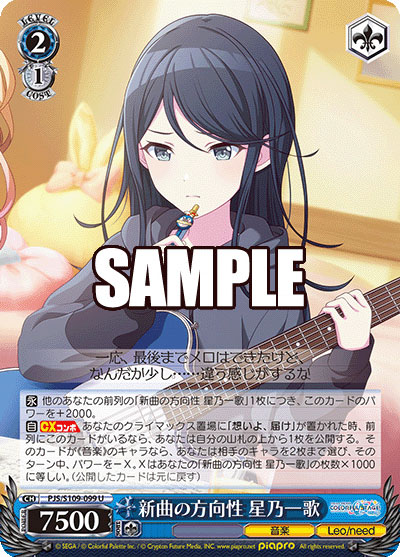 LEVEL
2
1
COST
SAMPLE
一応、最後までメロはできたけど、
なんだか少し……違う感じがするな
永 他のあなたの前列の「新曲の方向性 星乃一歌」1枚につき、このカードのパ
ワーを+2000。
自 CXコンボ あなたのクライマックス置場に「想いよ、届け」が置かれた時、前
列にこのカードがいるなら、あなたは自分の山札の上から1枚を公開する。そ
のカードが《音楽》のキャラなら、あなたは相手のキャラを2枚まで選び、その
ターン中、パワーを-X。Xはあなたの「新曲の方向性 星乃一歌」の枚数×1000
に等しい。(公開したカードは元に戻す)
CH PJS/S109-099 U
POWER 7500
新曲の方向性 星乃一歌
COLORFUL STAGE!
音楽
Leo/need
© SEGA / © Colorful Palette Inc. / © Crypton Future Media, INC. www.piapro.net piapro All rights reserved.